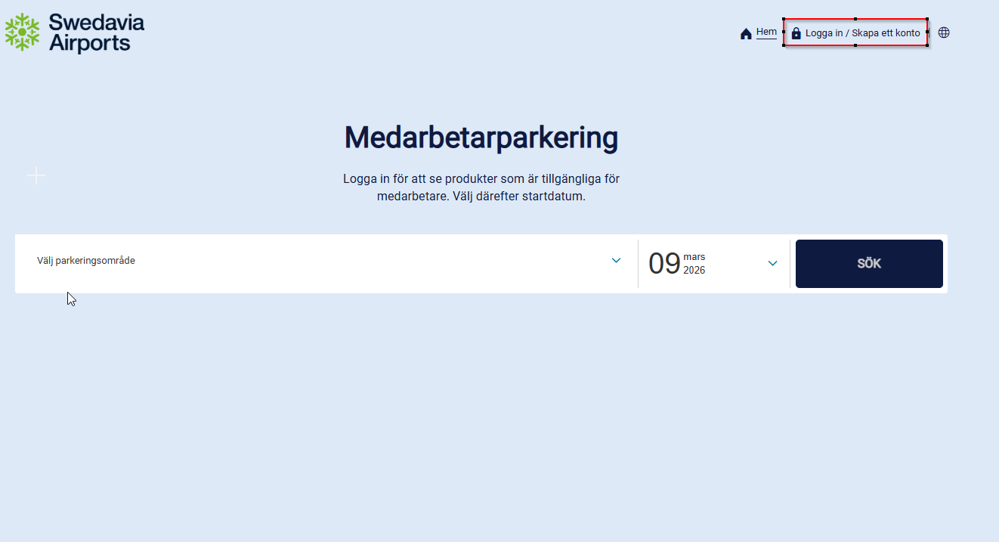 Swedavia
Airports
Hem
Logga in / Skapa ett konto
Medarbetarparkering
Logga in för att se produkter som är tillgängliga för
medarbetare. Välj därefter startdatum.
Välj parkeringsområde
09 mars
2026
SÖK